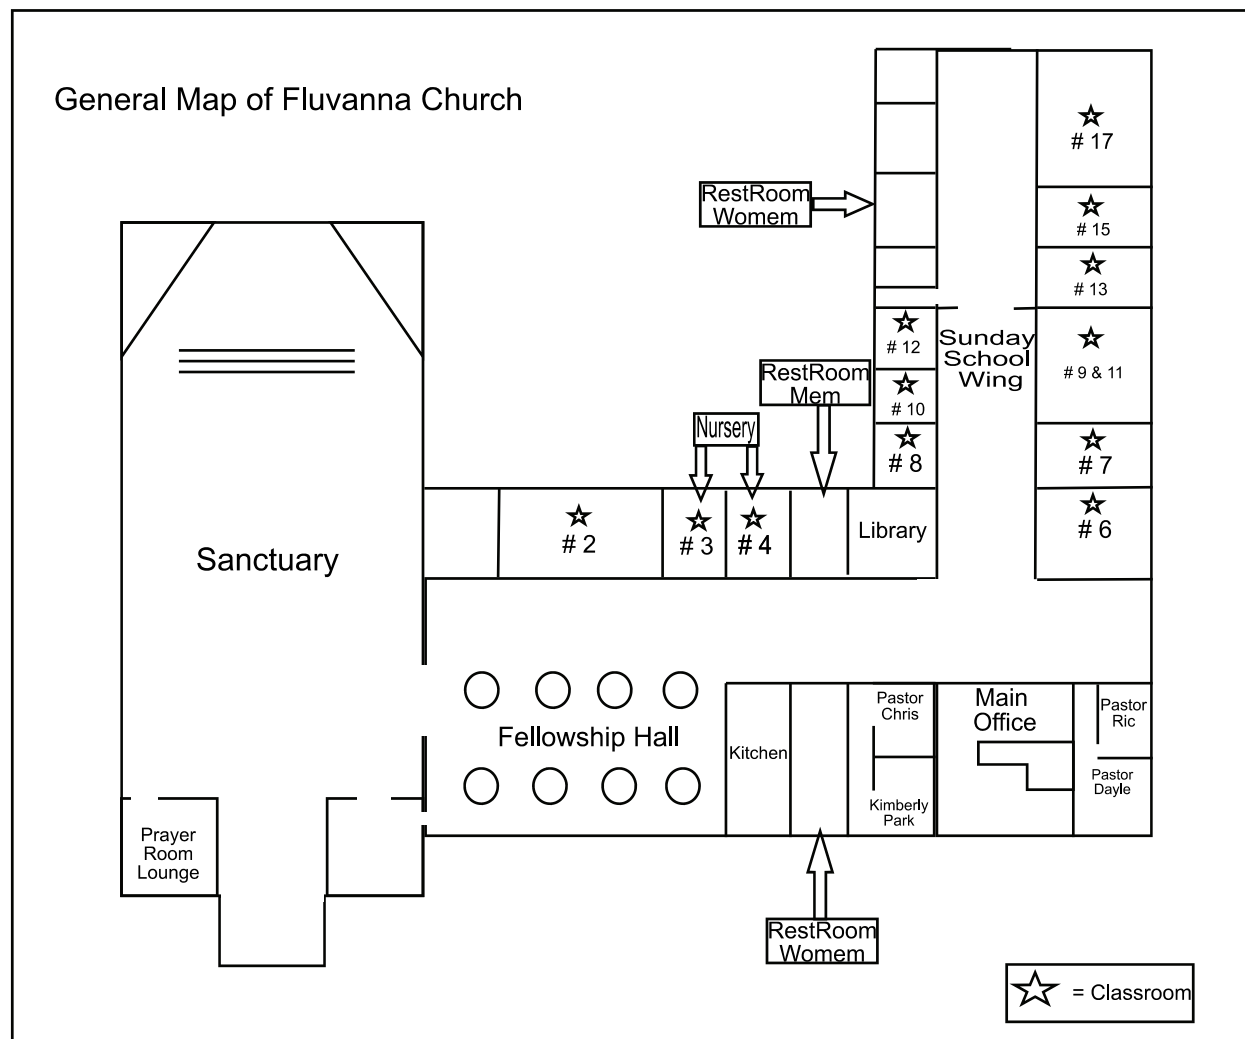 General Map of Fluvanna Church
# 17
RestRoom
Womem
# 15
# 13
# 12
Sunday
School
Wing
# 9 & 11
RestRoom
Mem
# 10
Nursery
# 8
# 7
# 2
# 3
# 4
Library
# 6
Sanctuary
Fellowship Hall
Kitchen
Pastor
Chris
Main
Office
Pastor
Ric
Kimberly
Park
Pastor
Dayle
Prayer
Room
Lounge
RestRoom
Womem
= Classroom